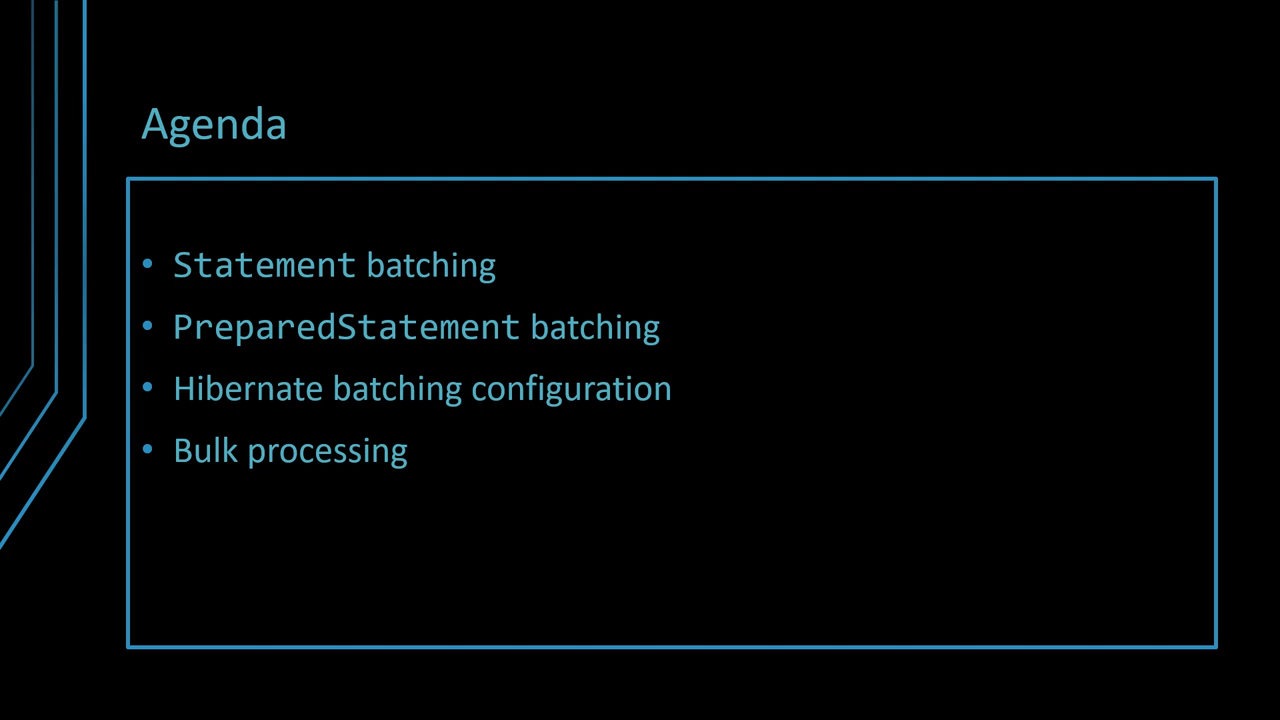 Agenda
• Statement batching
• PreparedStatement batching
• Hibernate batching configuration
• Bulk processing